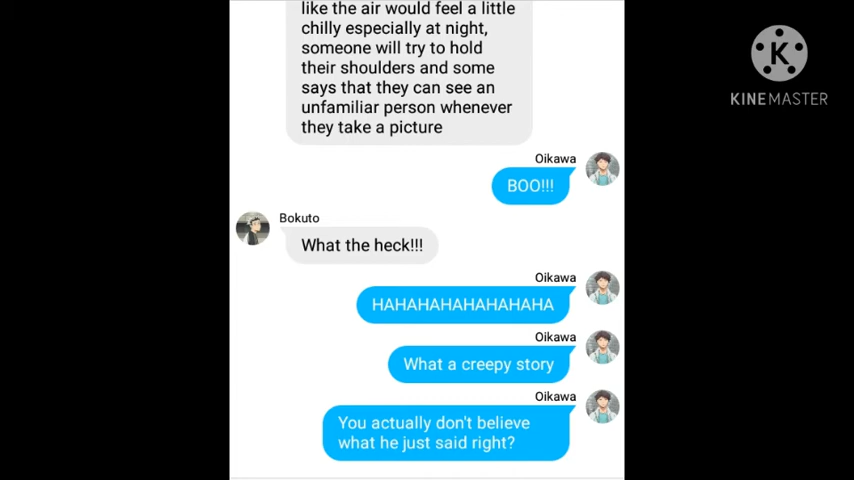 like the air would feel a little
chilly especially at night,
someone will try to hold
their shoulders and some
says that they can see an
unfamiliar person whenever
they take a picture
Oikawa
BOO!!!
Bokuto
What the heck!!!
Oikawa
HAHAHAHAHAHAHAHA
Oikawa
What a creepy story
Oikawa
You actually don't believe
what he just said right?
K
KINEMASTER